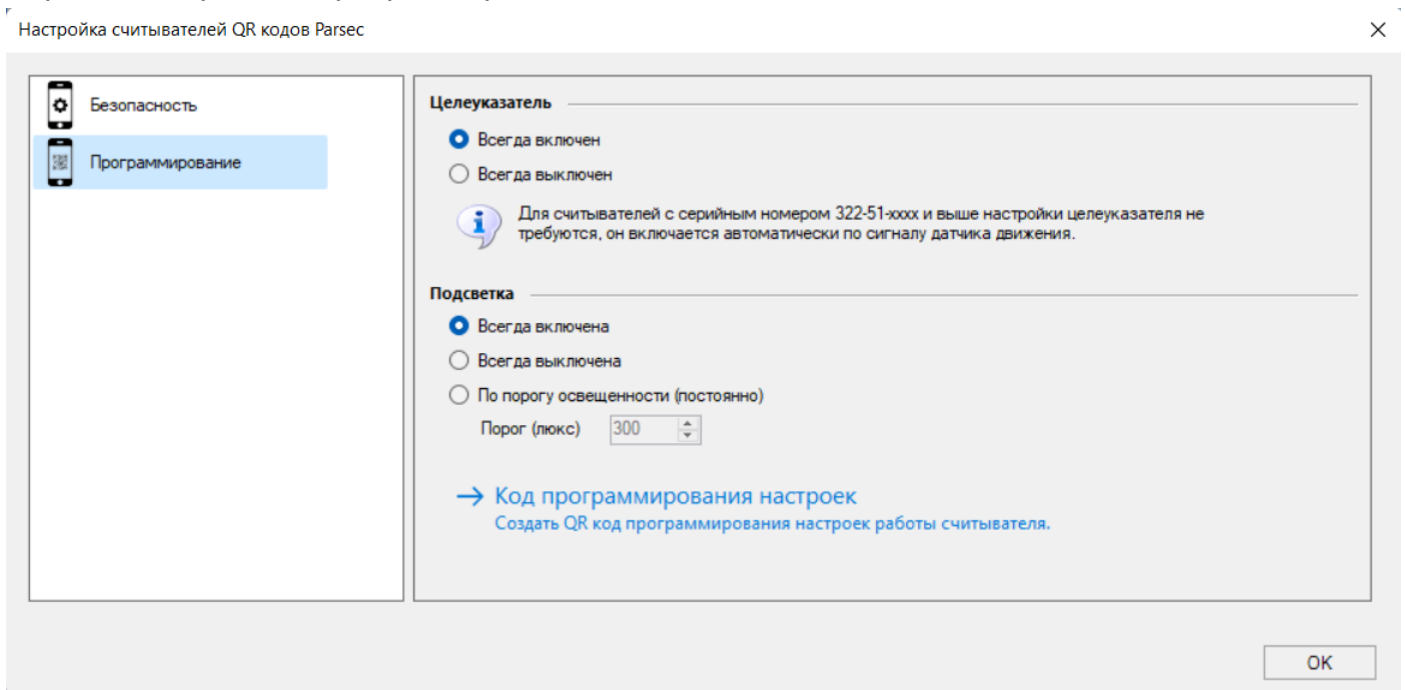 Настройка считывателей QR кодов Parsec
Безопасность
Программирование
Целеуказатель
Всегда включен
Всегда выключен
Для считывателей с серийным номером 322-51-xxxx и выше настройки целеуказателя не
требуются, он включается автоматически по сигналу датчика движения.
Подсветка
Всегда включена
Всегда выключена
По порогу освещенности (постоянно)
Порог (люкс) 300
Код программирования настроек
Создать QR код программирования настроек работы считывателя.
OK